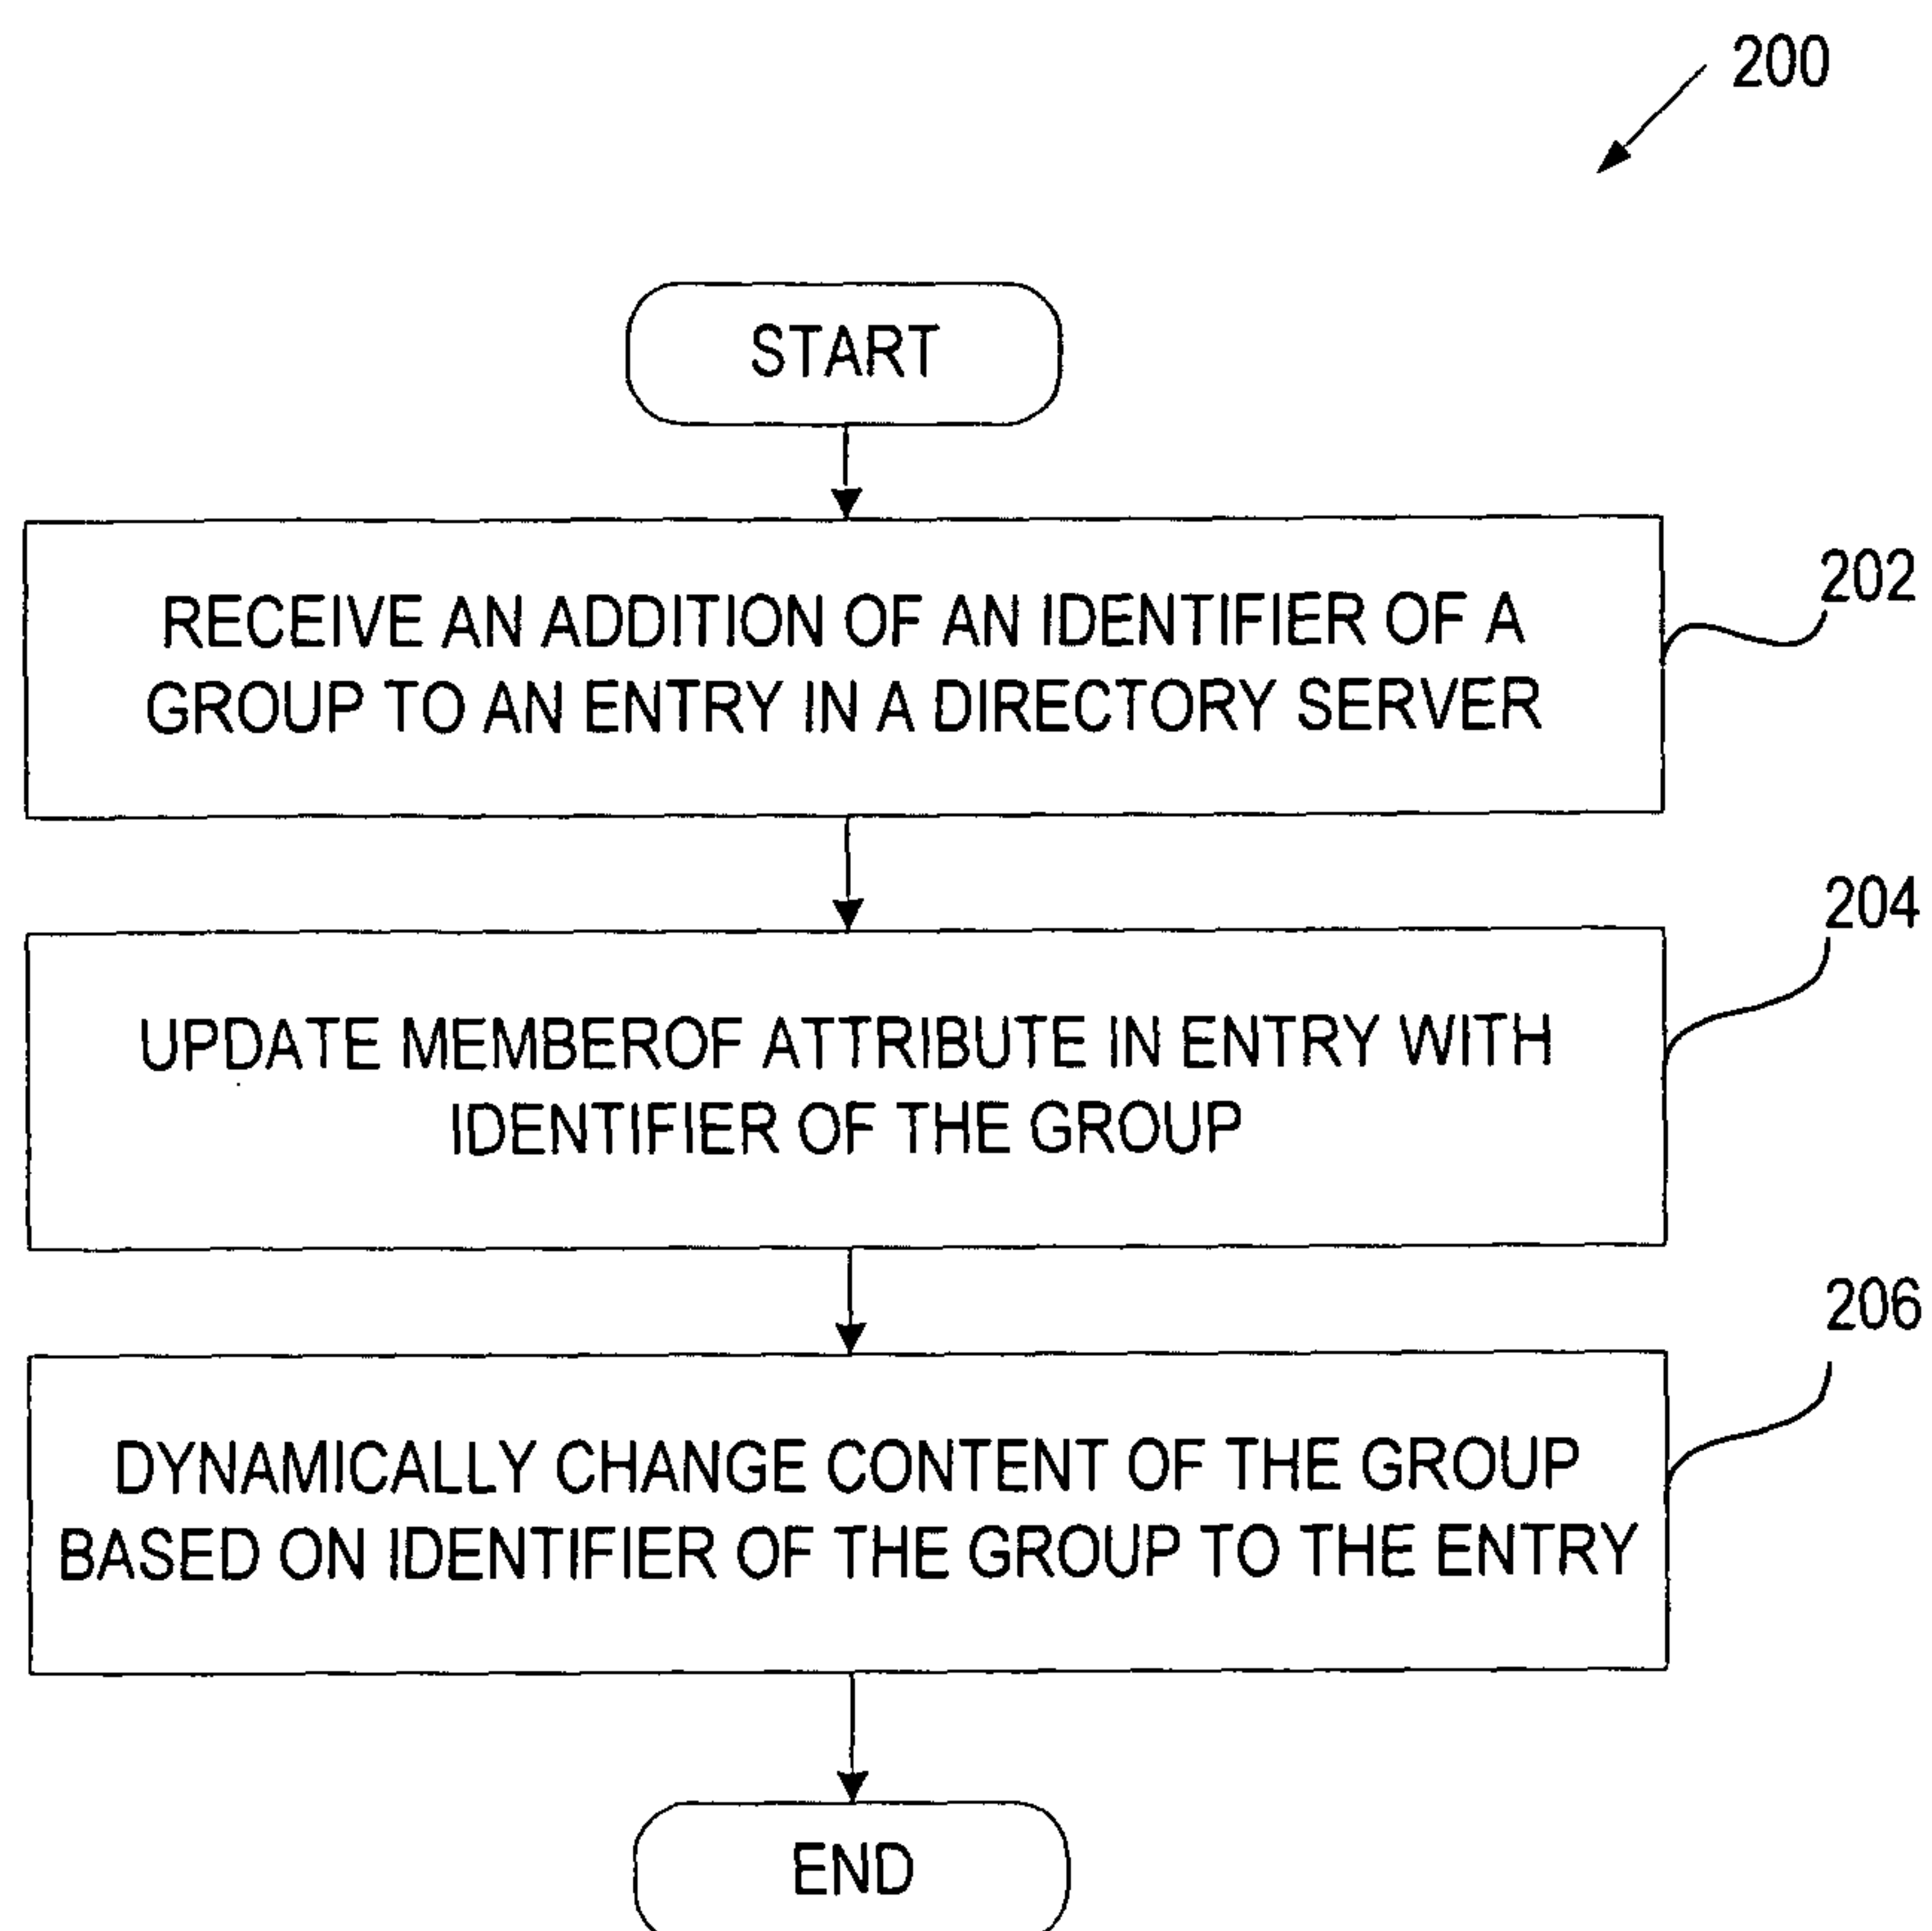 200
START
RECEIVE AN ADDITION OF AN IDENTIFIER OF A
GROUP TO AN ENTRY IN A DIRECTORY SERVER
202
204
UPDATE MEMBEROF ATTRIBUTE IN ENTRY WITH
IDENTIFIER OF THE GROUP
206
DYNAMICALLY CHANGE CONTENT OF THE GROUP
BASED ON IDENTIFIER OF THE GROUP TO THE ENTRY
END